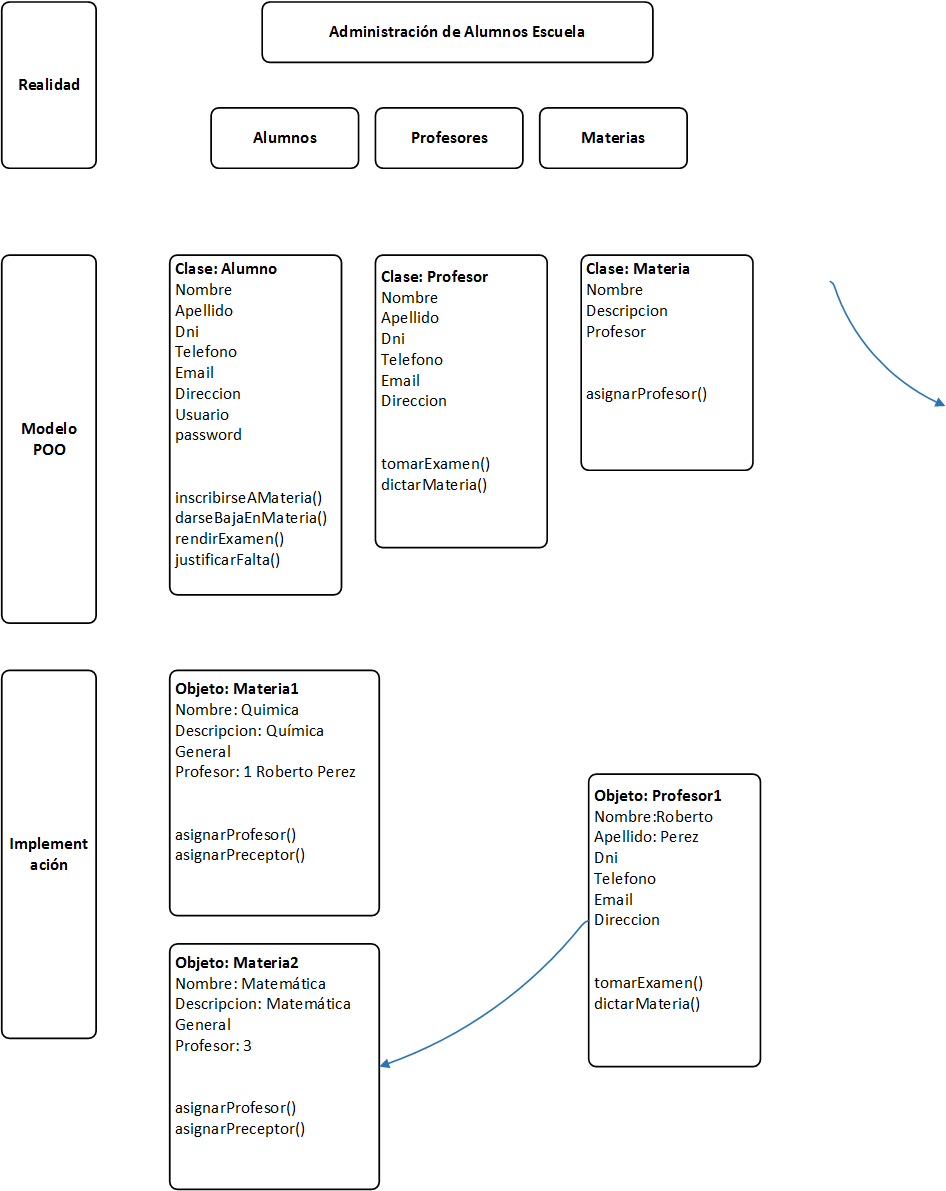 Realidad
Administración de Alumnos Escuela
Alumnos
Profesores
Materias
Modelo
POO
Clase: Alumno
Nombre
Apellido
Dni
Telefono
Email
Direccion
Usuario
password
inscribirseAMateria()
darseBajaEnMateria()
rendirExamen()
justificarFalta()
Clase: Profesor
Nombre
Apellido
Dni
Telefono
Email
Direccion
tomarExamen()
dictarMateria()
Clase: Materia
Nombre
Descripcion
Profesor
asignarProfesor()
Implement
ación
Objeto: Materia1
Nombre: Quimica
Descripcion: Química
General
Profesor: 1 Roberto Perez
asignarProfesor()
asignarPreceptor()
Objeto: Materia2
Nombre: Matemática
Descripcion: Matemática
General
Profesor: 3
asignarProfesor()
asignarPreceptor()
Objeto: Profesor1
Nombre:Roberto
Apellido: Perez
Dni
Telefono
Email
Direccion
tomarExamen()
dictarMateria()